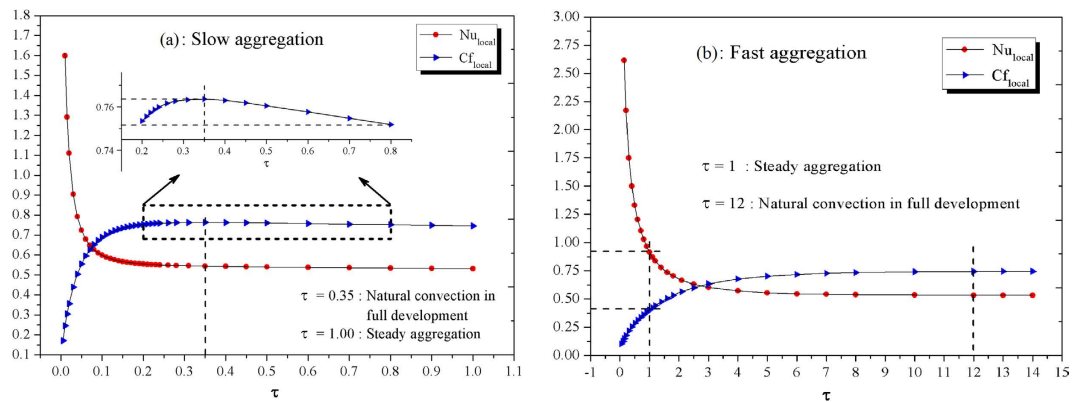 (a): Slow aggregation
Nu_local
Cf_local
1.8
1.7
1.6
1.5
1.4
1.3
1.2
1.1
1.0
0.9
0.8
0.7
0.6
0.5
0.4
0.3
0.2
0.1
0.76
0.74
0.2 0.3 0.4 0.5 0.6 0.7 0.8
τ
τ = 0.35 : Natural convection in
full development
τ = 1.00 : Steady aggregation
0.0 0.1 0.2 0.3 0.4 0.5 0.6 0.7 0.8 0.9 1.0 1.1
τ
(b): Fast aggregation
Nu_local
Cf_local
3.00
2.75
2.50
2.25
2.00
1.75
1.50
1.25
1.00
0.75
0.50
0.25
0.00
τ = 1 : Steady aggregation
τ = 12 : Natural convection in full development
-1 0 1 2 3 4 5 6 7 8 9 10 11 12 13 14 15
τ